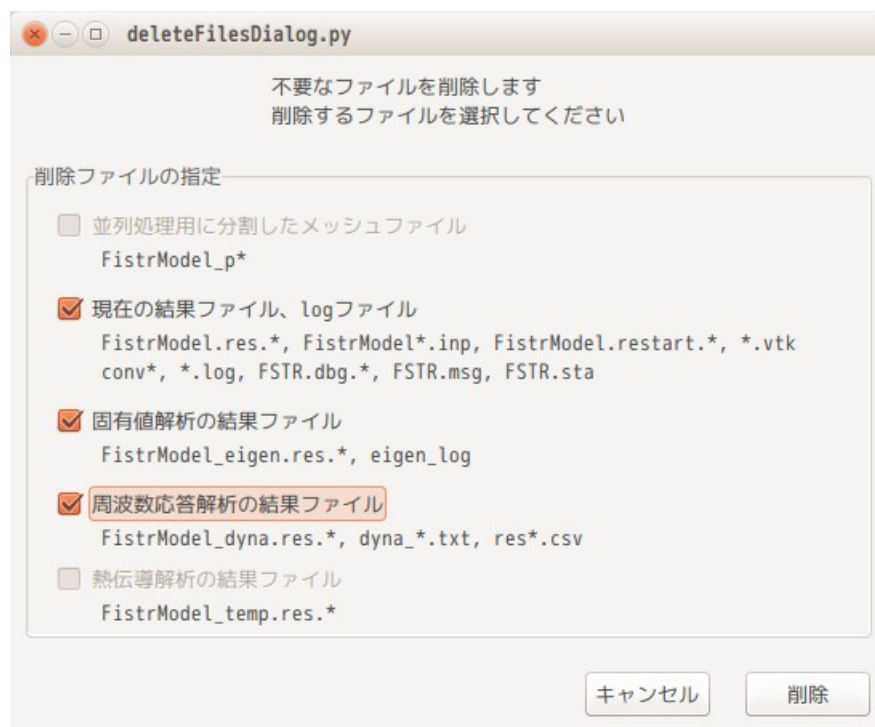 deleteFilesDialog.py
不要なファイルを削除します
削除するファイルを選択してください
削除ファイルの指定
並列処理用に分割したメッシュファイル
FistrModel_p*
現在の結果ファイル、logファイル
FistrModel.res.*, FistrModel*.inp, FistrModel.restart.*, *.vtk
conv*, *.log, FSTR.dbg.*, FSTR.msg, FSTR.sta
固有値解析の結果ファイル
FistrModel_eigen.res.*, eigen_log
周波数応答解析の結果ファイル
FistrModel_dyna.res.*, dyna_*.txt, res*.csv
熱伝導解析の結果ファイル
FistrModel_temp.res.*
キャンセル 削除